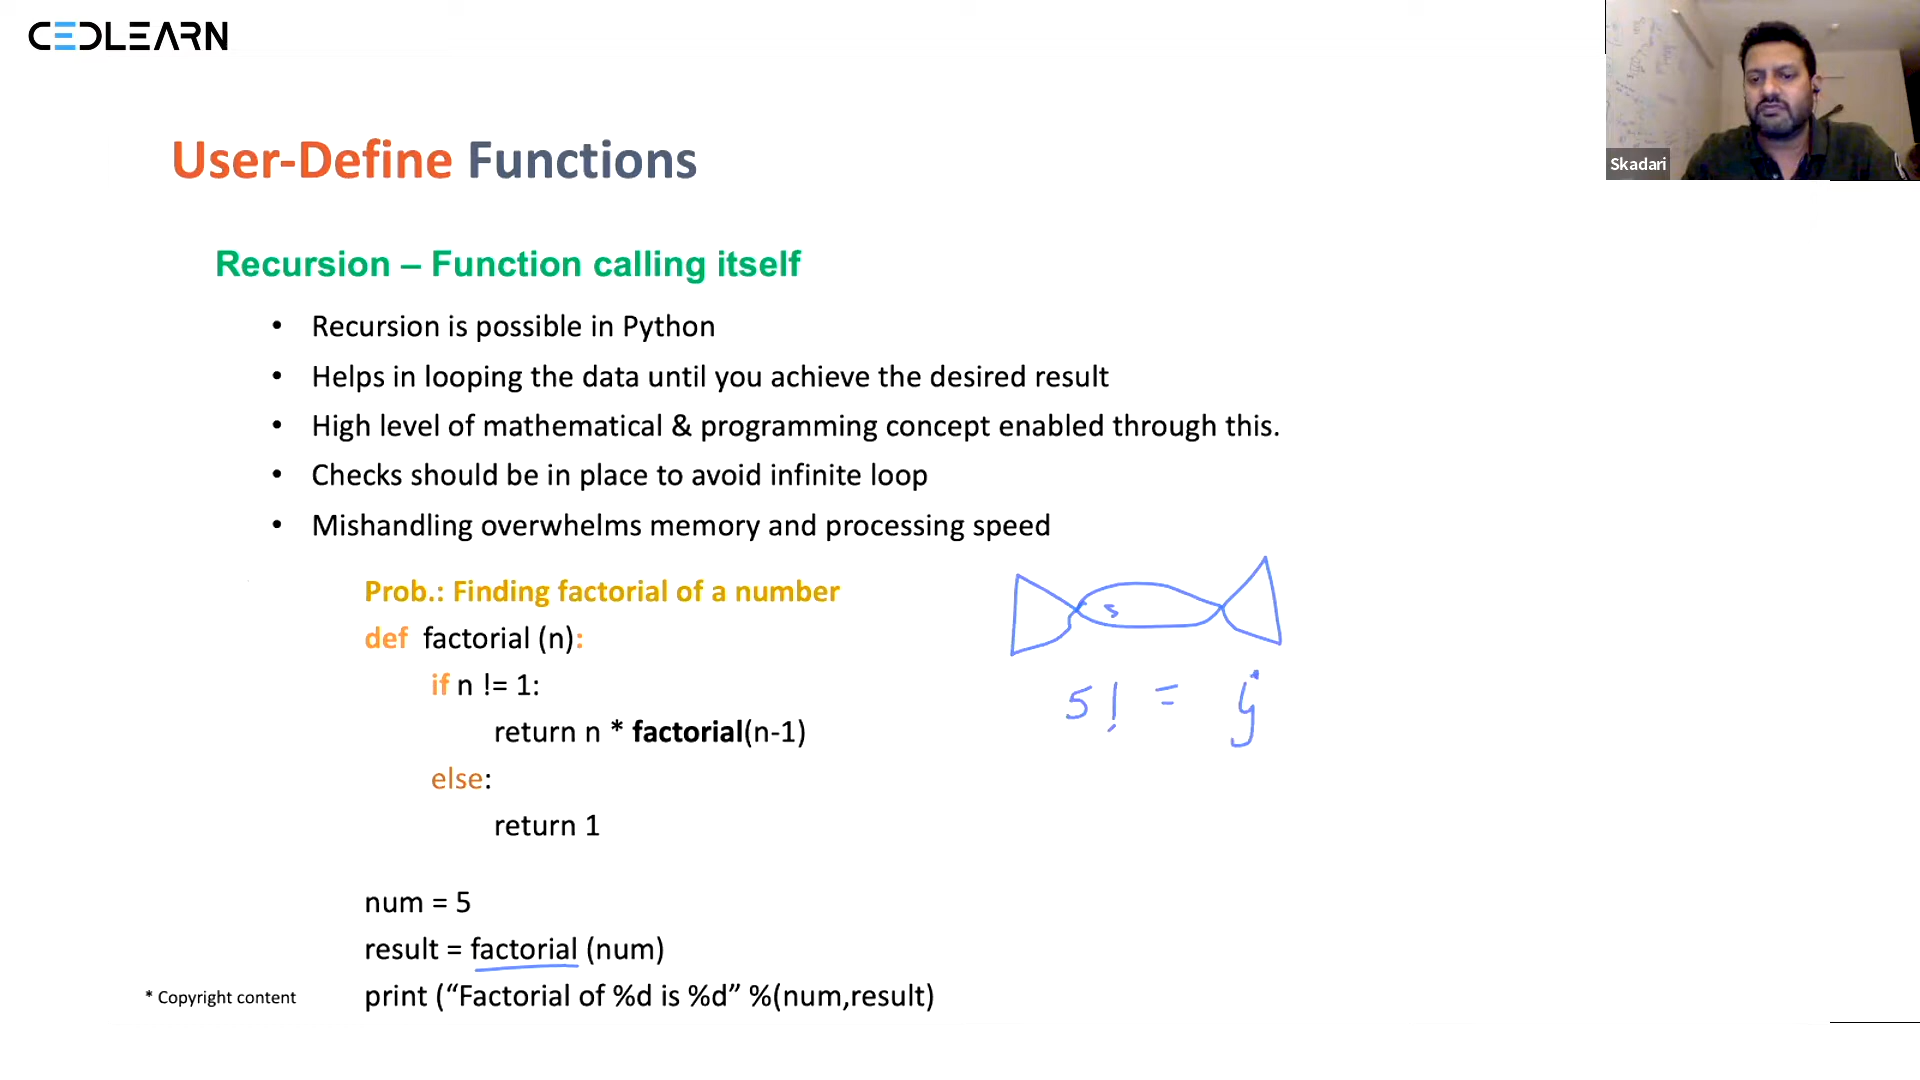 CEDLEARN
Skadari
User-Define Functions
Recursion – Function calling itself
• Recursion is possible in Python
• Helps in looping the data until you achieve the desired result
• High level of mathematical & programming concept enabled through this.
• Checks should be in place to avoid infinite loop
• Mishandling overwhelms memory and processing speed
Prob.: Finding factorial of a number
def factorial (n):
if n != 1:
return n * factorial(n-1)
else:
return 1
5! =
num = 5
result = factorial (num)
print (“Factorial of %d is %d” %(num,result)
* Copyright content